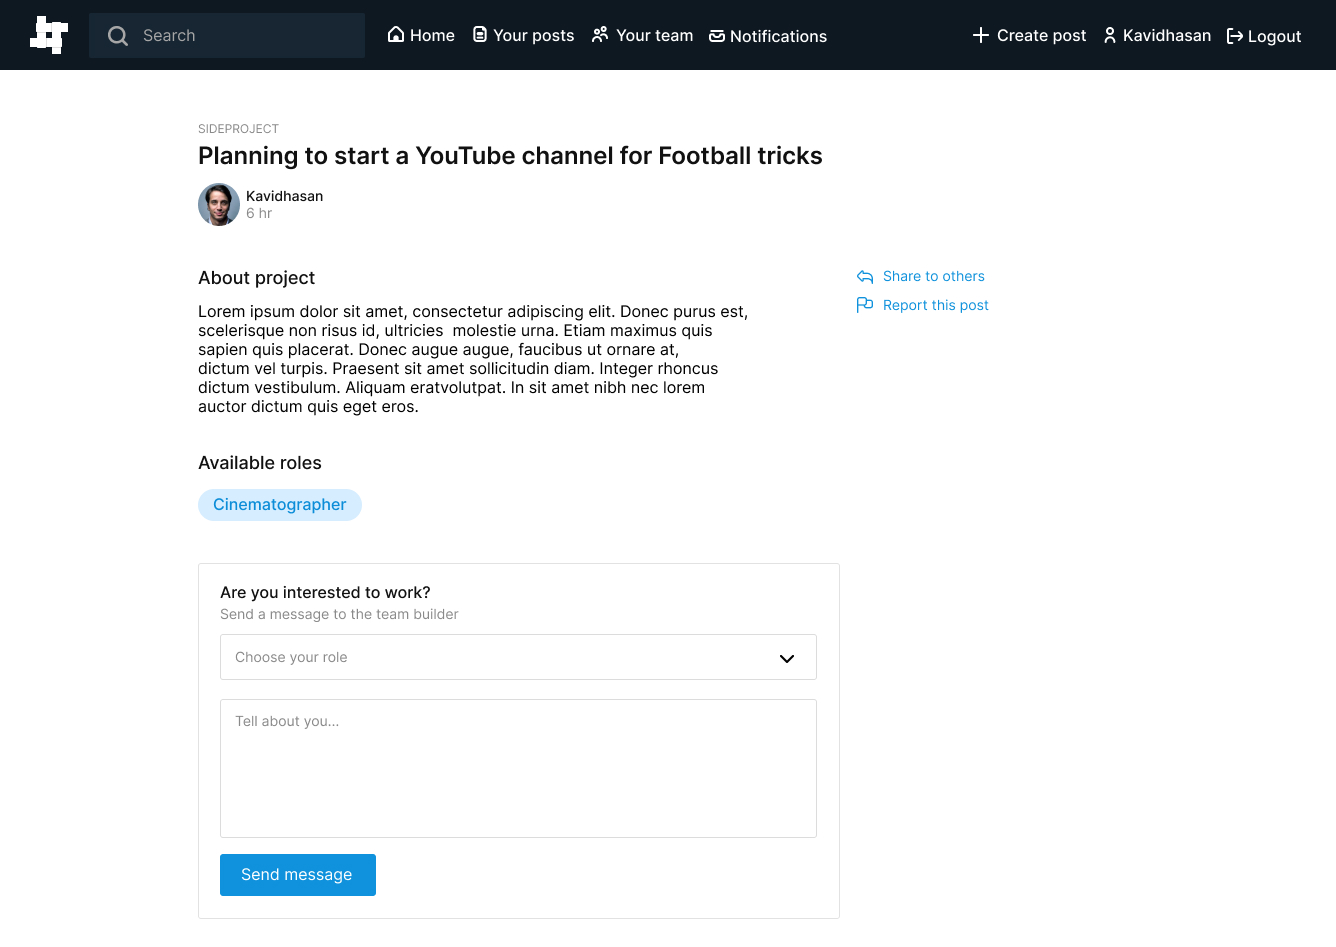 Search
Home
Your posts
Your team
Notifications
Create post
Kavidhasan
Logout
SIDEPROJECT
Planning to start a YouTube channel for Football tricks
Kavidhasan
6 hr
About project
Lorem ipsum dolor sit amet, consectetur adipiscing elit. Donec purus est,
scelerisque non risus id, ultricies  molestie urna. Etiam maximus quis
sapien quis placerat. Donec augue augue, faucibus ut ornare at,
dictum vel turpis. Praesent sit amet sollicitudin diam. Integer rhoncus
dictum vestibulum. Aliquam eratvolutpat. In sit amet nibh nec lorem
auctor dictum quis eget eros.
Share to others
Report this post
Available roles
Cinematographer
Are you interested to work?
Send a message to the team builder
Choose your role
Tell about you...
Send message